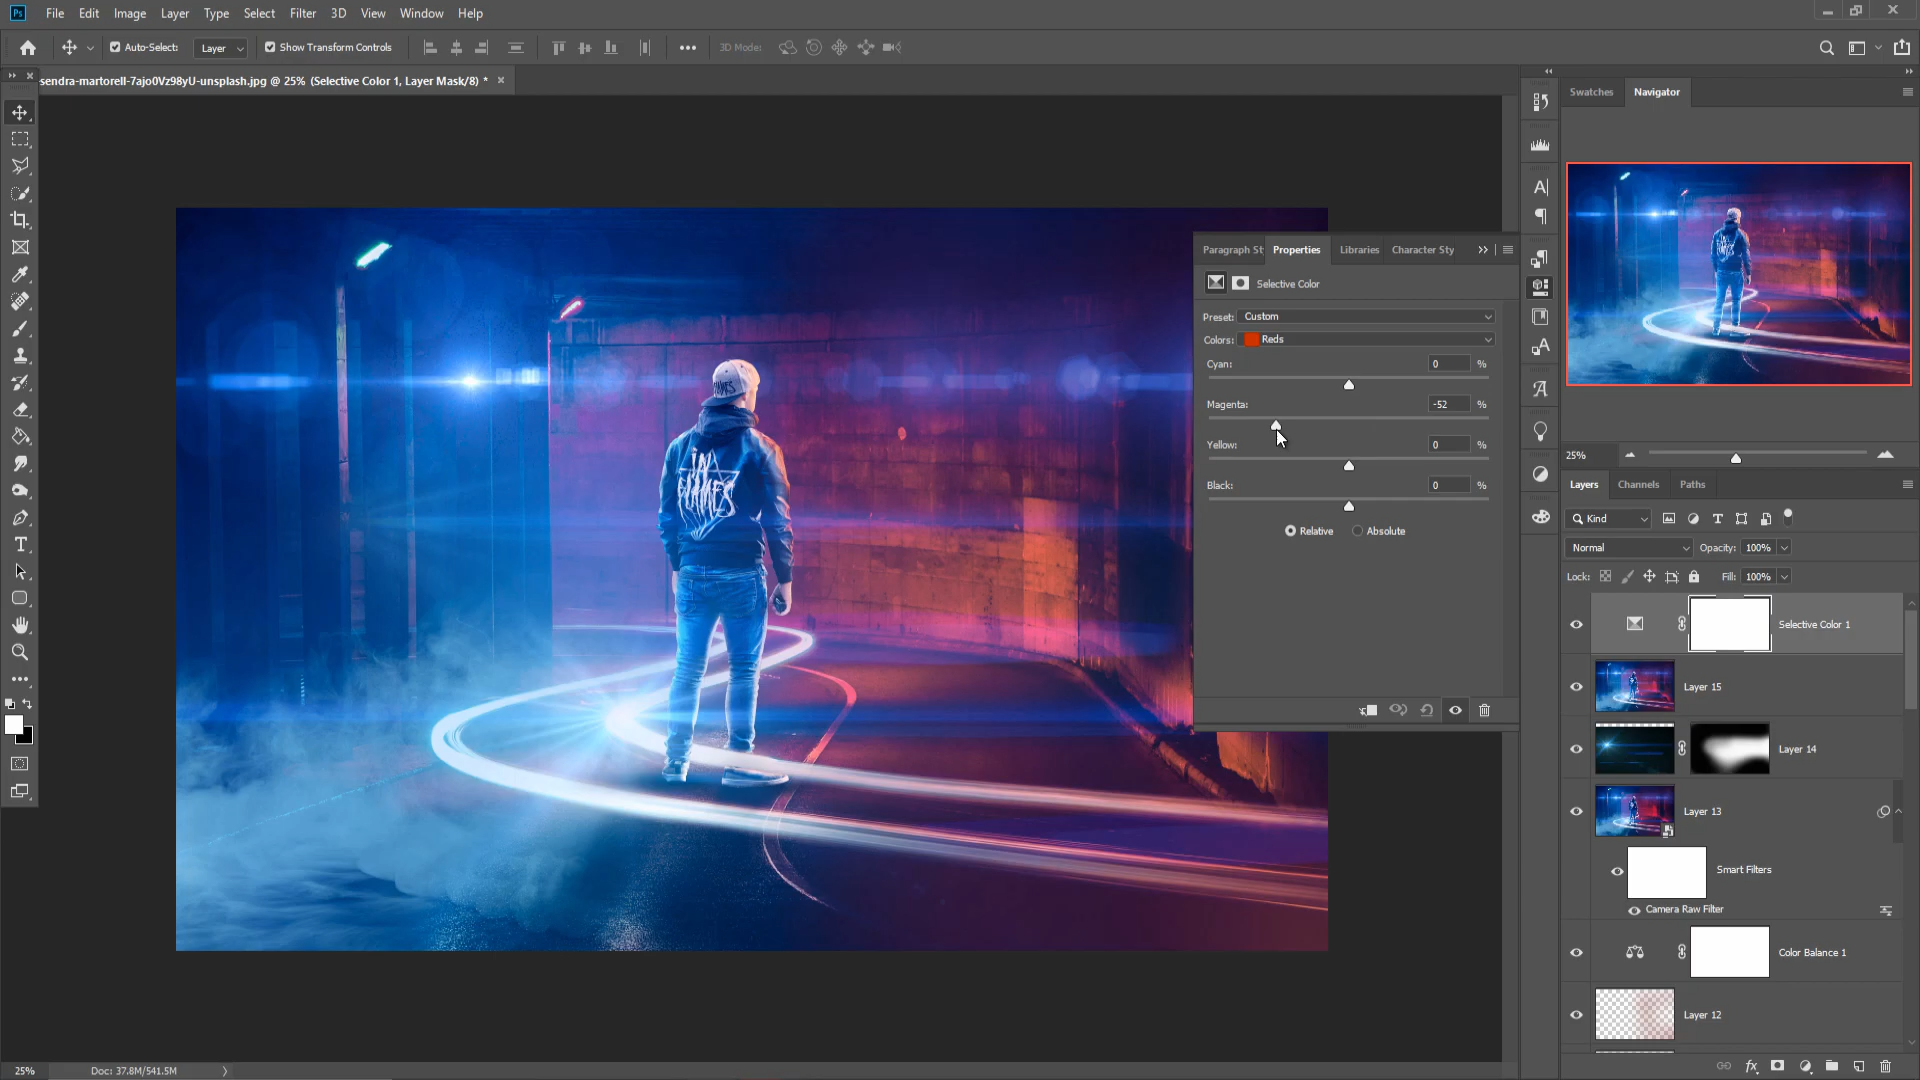 Ps File Edit Image Layer Type Select Filter 3D View Window Help
Auto-Select: Layer Show Transform Controls 3D Mode:
sendra-martorell-7ajo0Vz98yU-unsplash.jpg @ 25% (Selective Color 1, Layer Mask/8) *
Swatches Navigator
Paragraph St Properties Libraries Character Sty
Selective Color
Preset: Custom
Colors: Reds
Cyan: 0 %
Magenta: -52 %
Yellow: 0 %
Black: 0 %
Relative Absolute
IN
FLAMES
25%
Layers Channels Paths
Kind
Normal Opacity: 100%
Lock: Fill: 100%
Selective Color 1
Layer 15
Layer 14
Layer 13
Smart Filters
Camera Raw Filter
Color Balance 1
Layer 12
25% Doc: 37.8M/541.5M